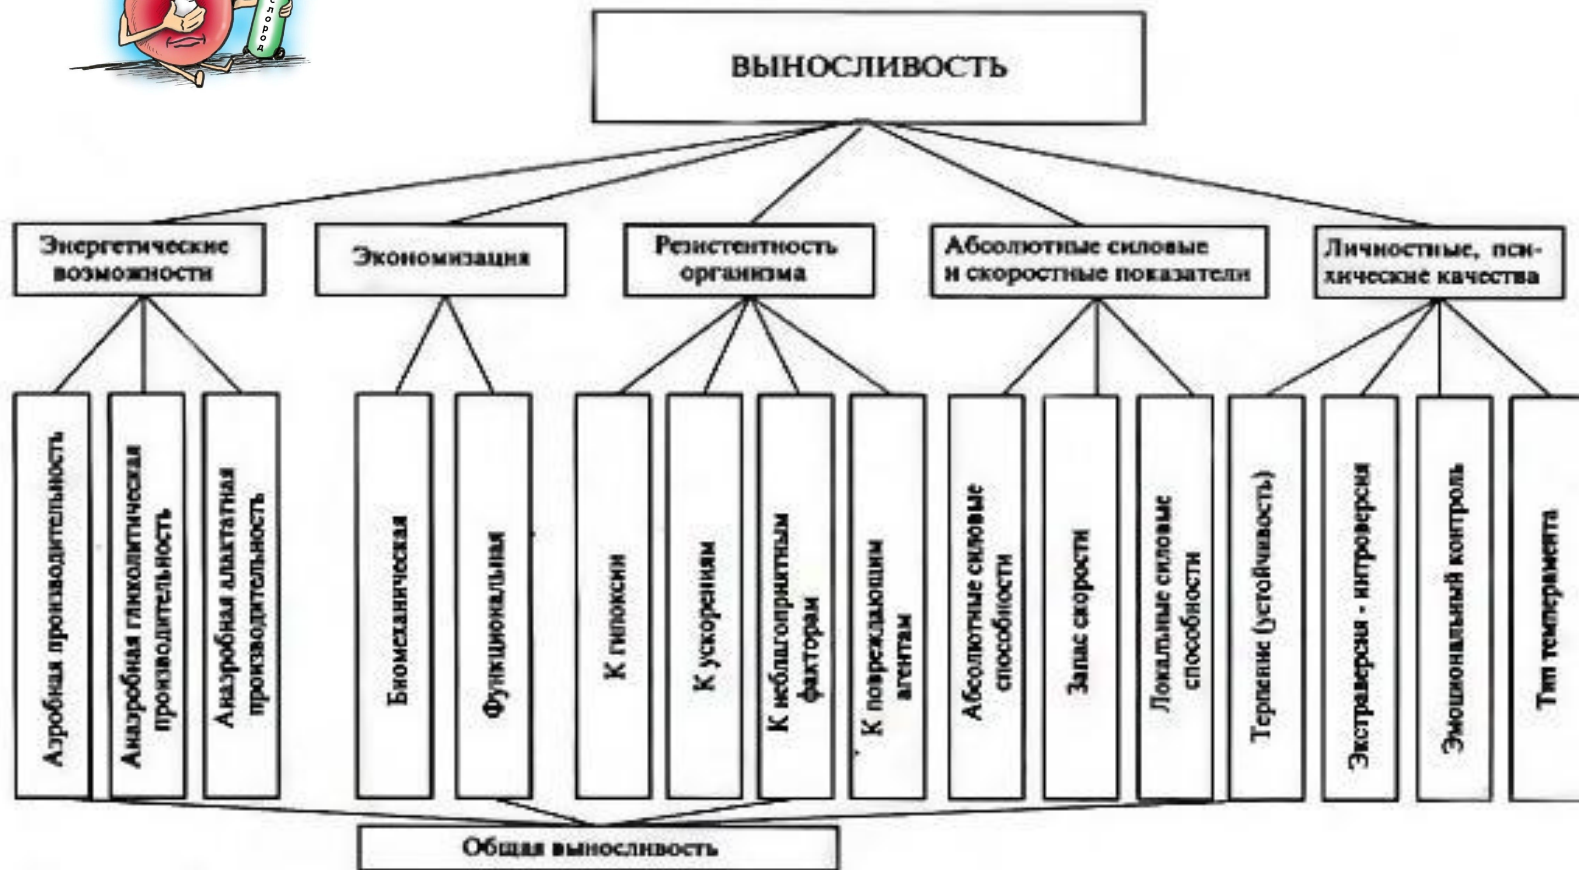 слород
ВЫНОСЛИВОСТЬ
Энергетические
возможности
Экономизация
Резистентность
организма
Абсолютные силовые
и скоростные показатели
Личностные, пси-
хические качества
Аэробная производительность
Анаэробная гликолитическая
производительность
Анаэробная алактатная
производительность
Биомеханическая
Функциональная
К гипоксии
К ускорениям
К неблагоприятным
факторам
К повреждающим
агентам
Абсолютные силовые
способности
Запас скорости
Локальные силовые
способности
Терпение (устойчивость)
Экстраверсия - интроверсия
Эмоциональный контроль
Тип темперамента
Общая выносливость